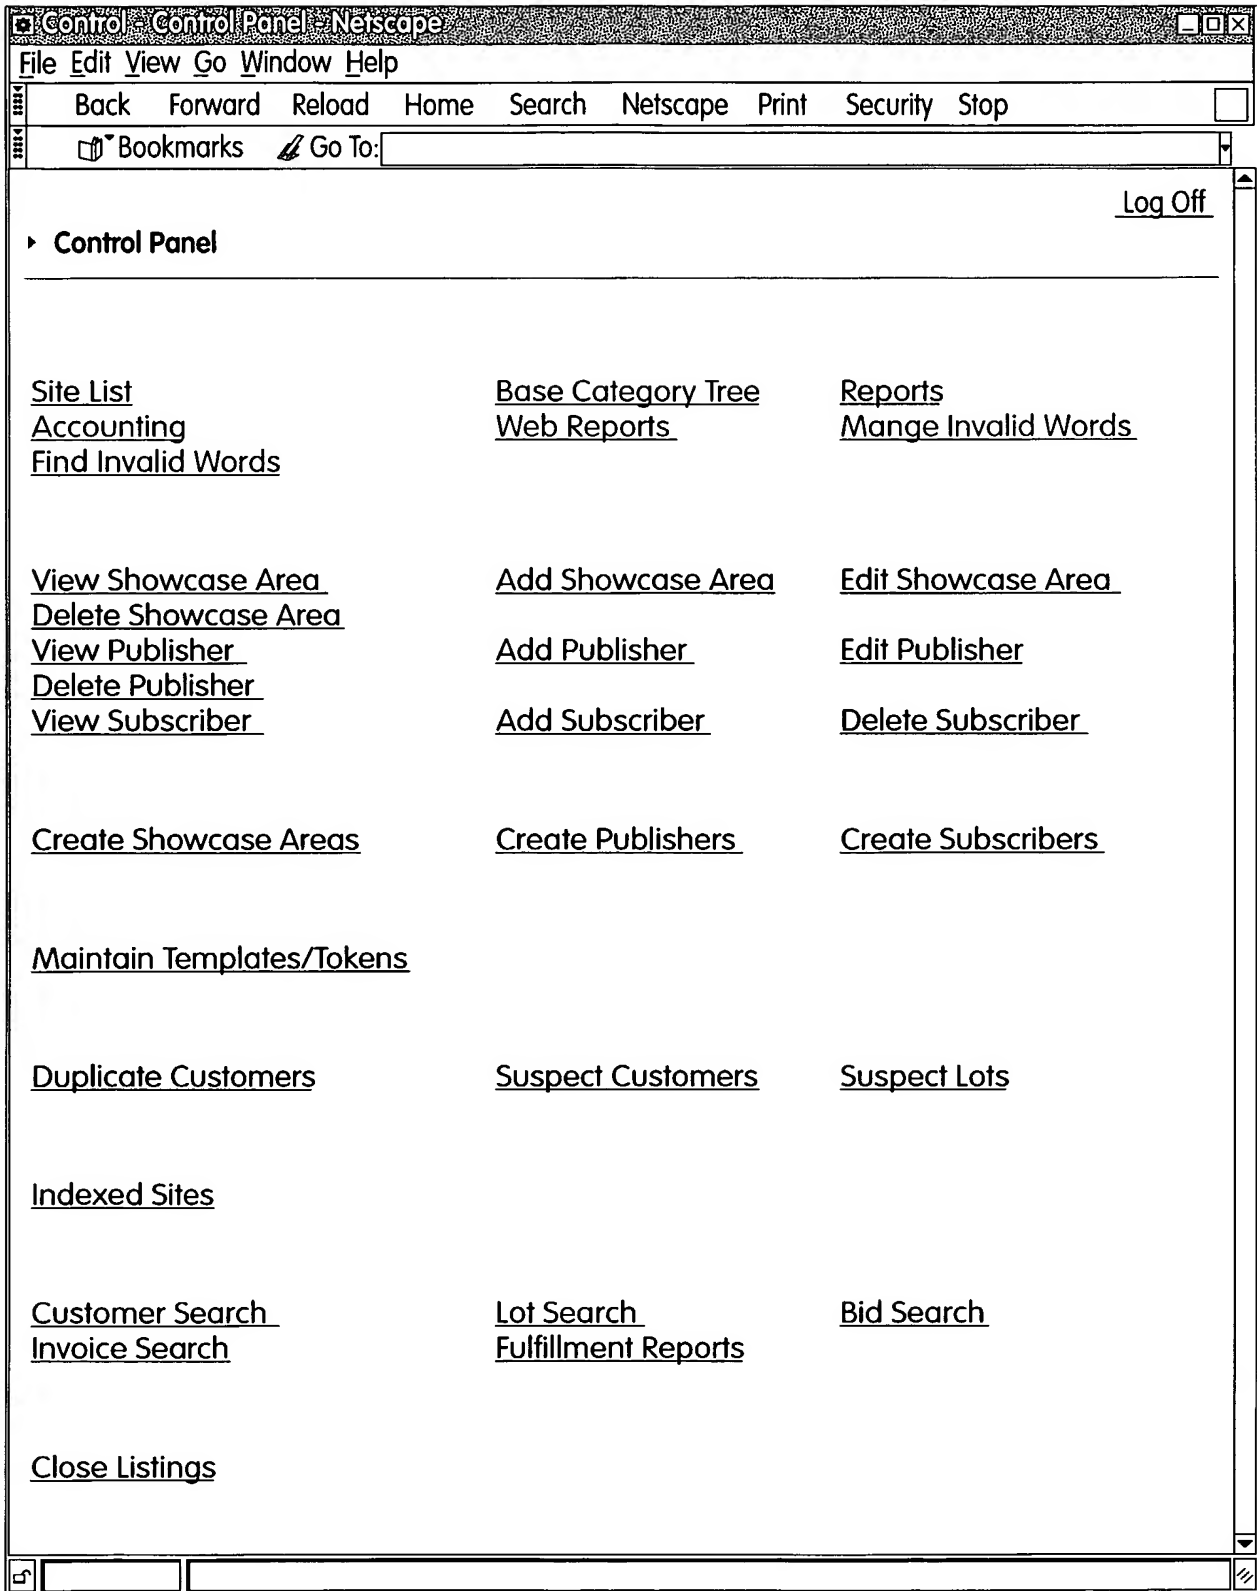 Control - Control Panel - Netscape
File Edit View Go Window Help
Back Forward Reload Home Search Netscape Print Security Stop
Bookmarks Go To:
Log Off
Control Panel
Site List Base Category Tree Reports
Accounting Web Reports Mange Invalid Words
Find Invalid Words
View Showcase Area Add Showcase Area Edit Showcase Area
Delete Showcase Area
View Publisher Add Publisher Edit Publisher
Delete Publisher
View Subscriber Add Subscriber Delete Subscriber
Create Showcase Areas Create Publishers Create Subscribers
Maintain Templates/Tokens
Duplicate Customers Suspect Customers Suspect Lots
Indexed Sites
Customer Search Lot Search Bid Search
Invoice Search Fulfillment Reports
Close Listings